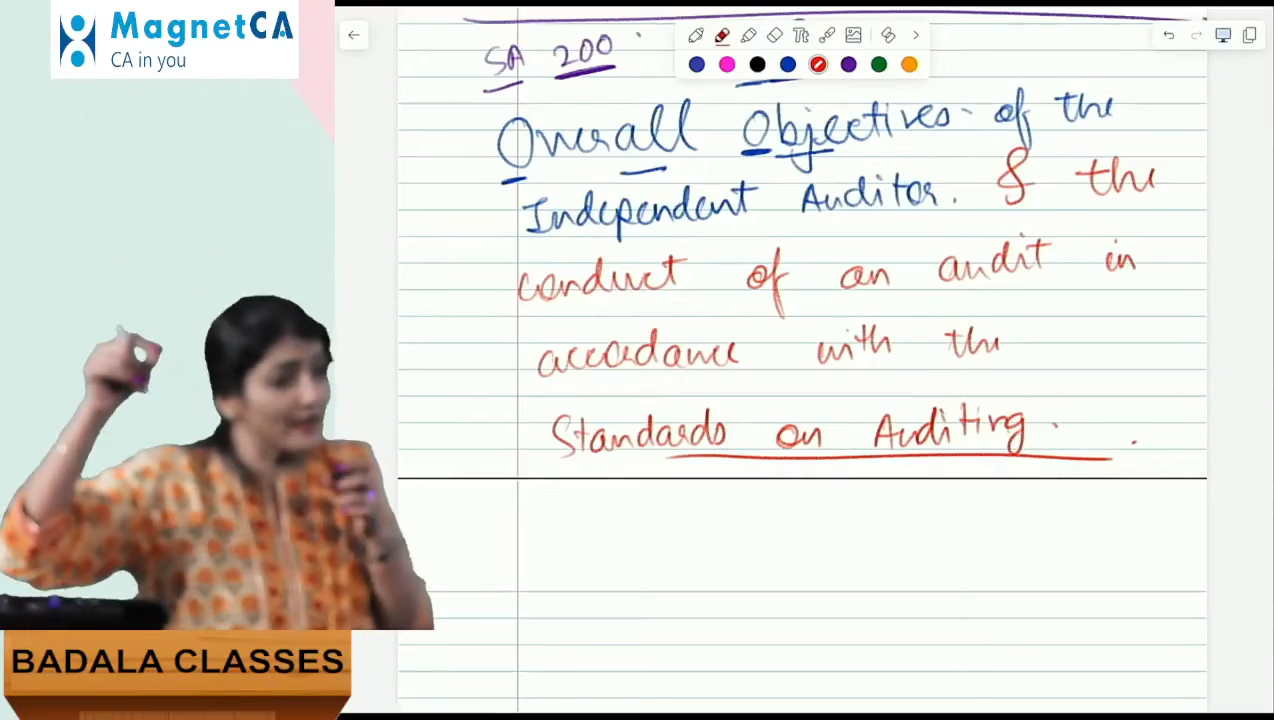 MagnetCA
CA in you
SA 200
Overall Objectives of the
Independent Auditor. & the
conduct of an audit in
accordance with the
Standards on Auditing.
BADALA CLASSES